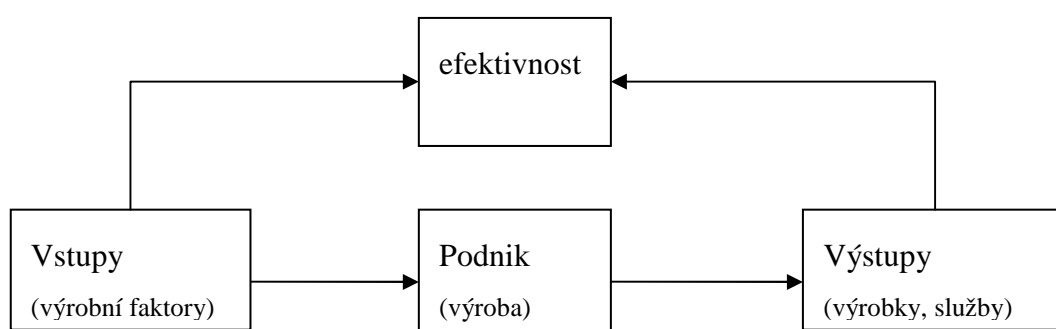 efektivnost
Vstupy
(výrobní faktory)
Podnik
(výroba)
Výstupy
(výrobky, služby)